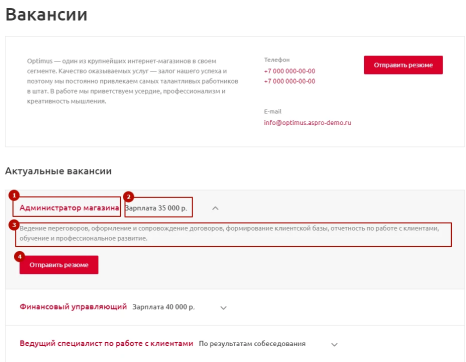 Вакансии
Optimus — один из крупнейших интернет-магазинов в своем
сегменте. Качество оказываемых услуг — залог нашего успеха и
поэтому мы постоянно привлекаем самых талантливых работников
в штат. В работе мы приветствуем усердие, профессионализм и
креативность мышления.
Телефон
+7 000 000-00-00
+7 000 000-00-00
E-mail
info@optimus.aspro-demo.ru
Отправить резюме
Актуальные вакансии
1
2
Администратор магазина Зарплата 35 000 р.
3
Ведение переговоров, оформление и сопровождение договоров, формирование клиентской базы, отчетность по работе с клиентами,
обучение и профессиональное развитие.
4
Отправить резюме
Финансовый управляющий Зарплата 40 000 р.
Ведущий специалист по работе с клиентами По результатам собеседования